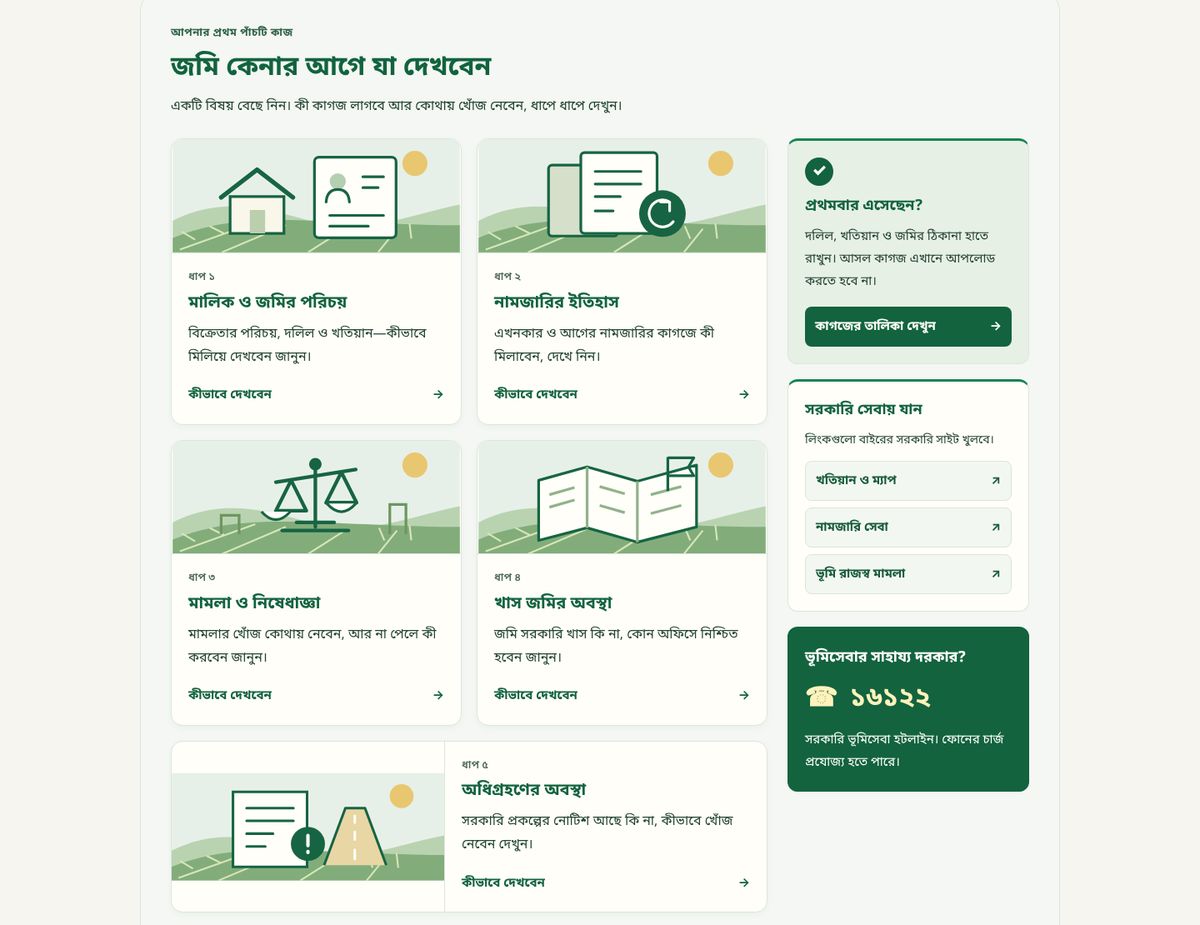 আপনার প্রথম পাঁচটি কাজ
জমি কেনার আগে যা দেখবেন
একটি বিষয় বেছে নিন। কী কাগজ লাগবে আর কোথায় খোঁজ নেবেন, ধাপে ধাপে দেখুন।
ধাপ ১
মালিক ও জমির পরিচয়
বিক্রেতার পরিচয়, দলিল ও খতিয়ান—কীভাবে
মিলিয়ে দেখবেন জানুন।
কীভাবে দেখবেন →
ধাপ ২
নামজারির ইতিহাস
এখনকার ও আগের নামজারির কাগজে কী
মিলাবেন, দেখে নিন।
কীভাবে দেখবেন →
ধাপ ৩
মামলা ও নিষেধাজ্ঞা
মামলার খোঁজ কোথায় নেবেন, আর না পেলে কী
করবেন জানুন।
কীভাবে দেখবেন →
ধাপ ৪
খাস জমির অবস্থা
জমি সরকারি খাস কি না, কোন অফিসে নিশ্চিত
হবেন জানুন।
কীভাবে দেখবেন →
ধাপ ৫
অধিগ্রহণের অবস্থা
সরকারি প্রকল্পের নোটিশ আছে কি না, কীভাবে খোঁজ
নেবেন দেখুন।
কীভাবে দেখবেন →
প্রথমবার এসেছেন?
দলিল, খতিয়ান ও জমির ঠিকানা হাতে
রাখুন। আসল কাগজ এখানে আপলোড
করতে হবে না।
কাগজের তালিকা দেখুন →
সরকারি সেবায় যান
লিংকগুলো বাইরের সরকারি সাইট খুলবে।
খতিয়ান ও ম্যাপ ↗
নামজারি সেবা ↗
ভূমি রাজস্ব মামলা ↗
ভূমিসেবার সাহায্য দরকার?
☎ ১৬১২২
সরকারি ভূমিসেবা হটলাইন। ফোনের চার্জ
প্রযোজ্য হতে পারে।